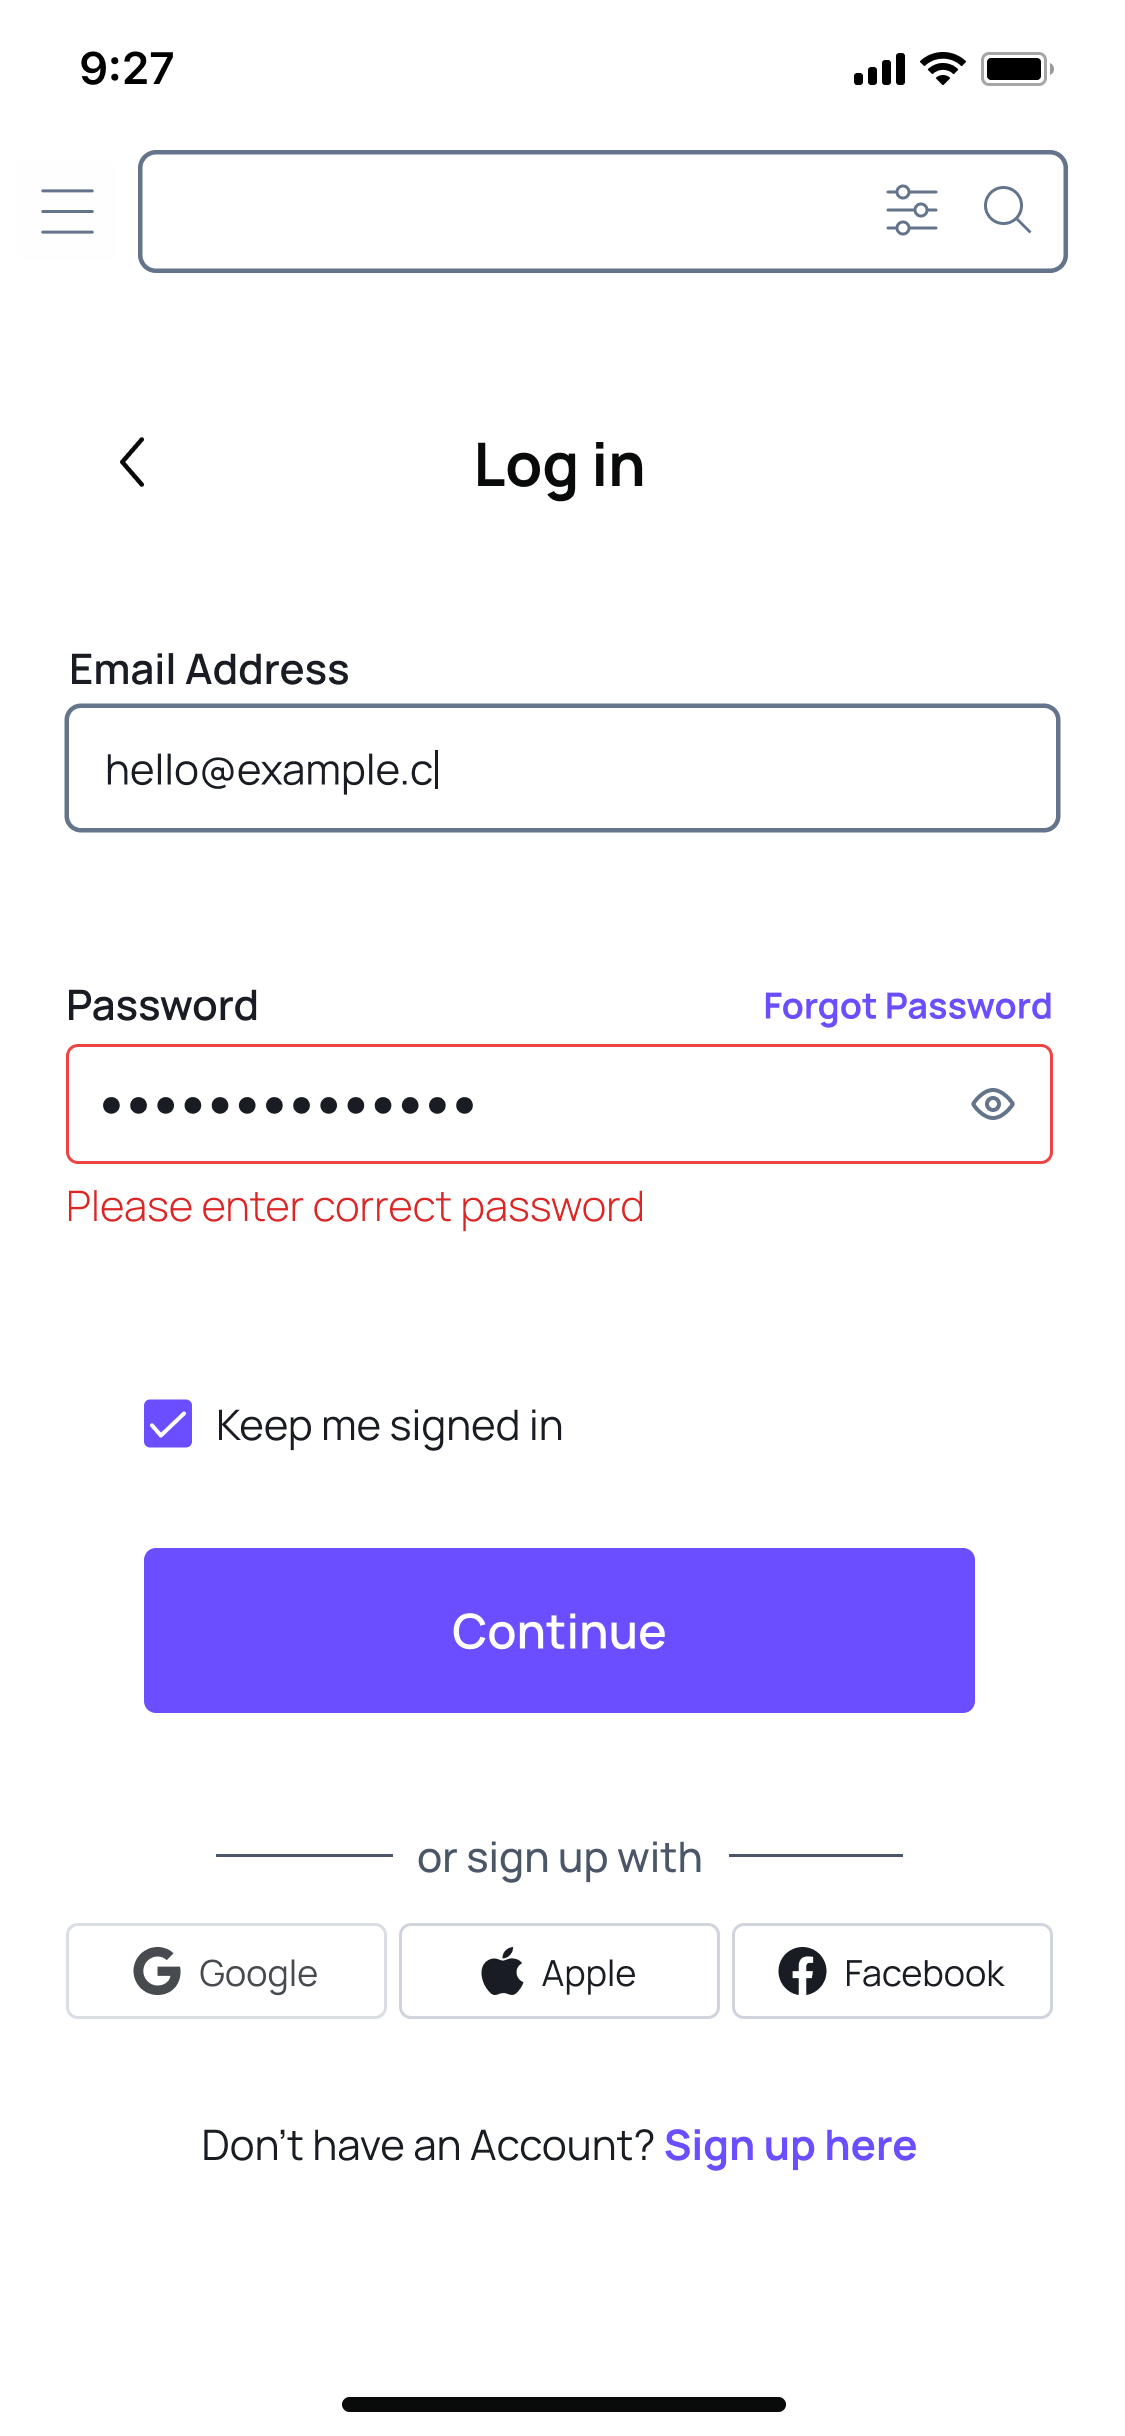 9:27
Log in
Email Address
hello@example.c
Password
Forgot Password
Please enter correct password
Keep me signed in
Continue
or sign up with
Google
Apple
Facebook
Don't have an Account? Sign up here